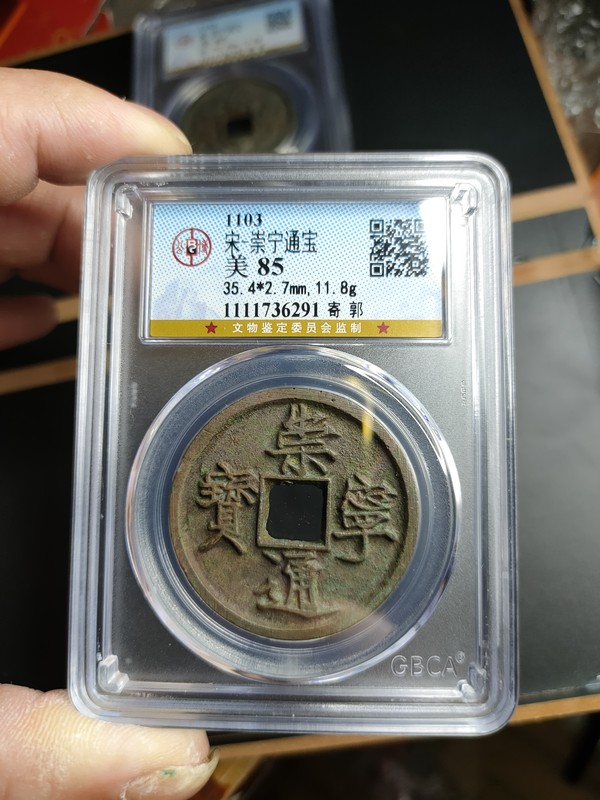 1103
宋-崇宁通宝
美 85
35.4*2.7mm, 11.8g
1111736291 寄 郭
★ 文物鉴定委员会监制 ★
崇
寶 寧
通
GBCA®